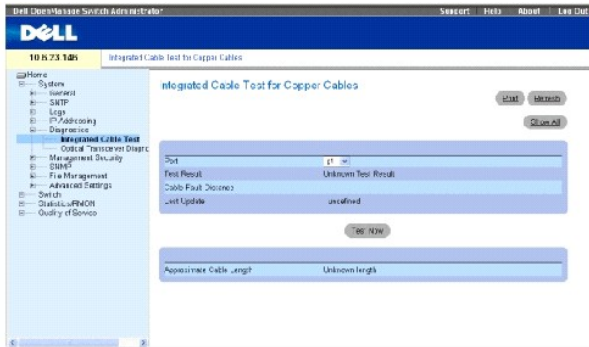 Dell OpenManage Switch Administrator
Support Help About Log Out
DELL
10.6.23.146
Integrated Cable Test for Copper Cables
Home
System
General
SNTP
Logs
IP Addressing
Diagnostics
Integrated Cable Test
Optical Transceiver Diagnc
Management Security
SNMP
File Management
Advanced Settings
Switch
Statistics/RMON
Quality of Service
Integrated Cable Test for Copper Cables
Print Refresh
Show All
Port g1
Test Result Unknown Test Result
Cable Fault Distance
Last Update undefined
Test Now
Approximate Cable Length Unknown length